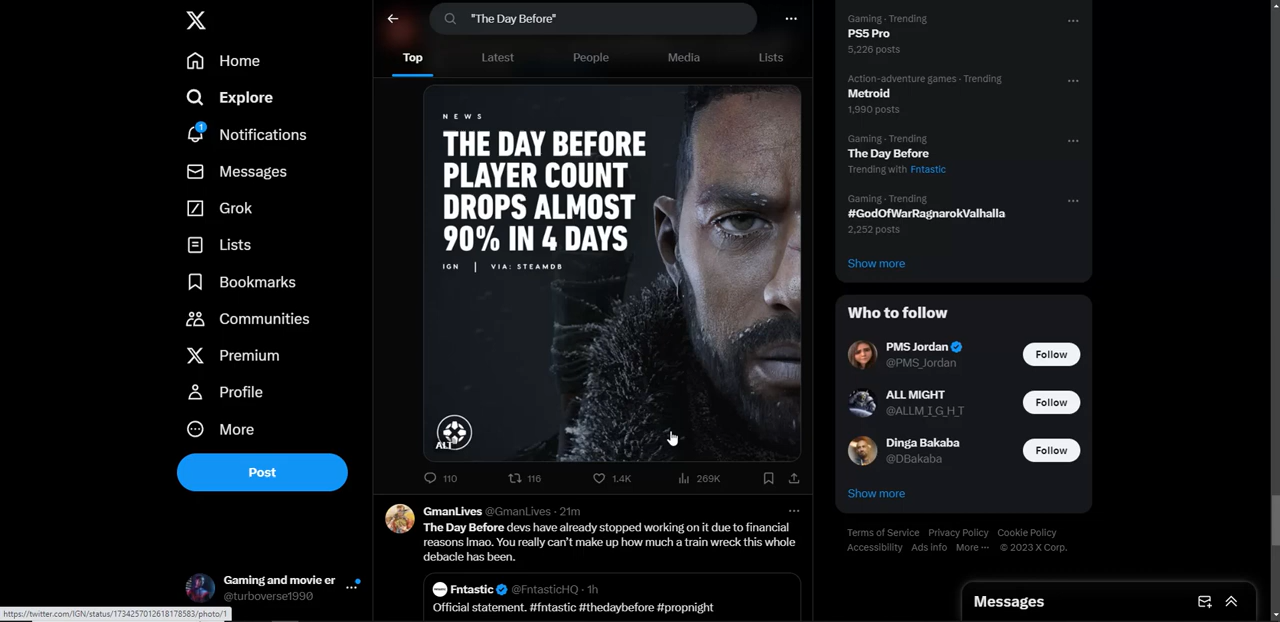 Home
Explore
1
Notifications
Messages
Grok
Lists
Bookmarks
Communities
Premium
Profile
More
Post
Gaming and movie er
@turboverse1990
https://twitter.com/IGN/status/1734257012618178583/photo/1
"The Day Before"
Top
Latest
People
Media
Lists
NEWS
THE DAY BEFORE
PLAYER COUNT
DROPS ALMOST
90% IN 4 DAYS
IGN | VIA: STEAMDB
ALT
110
116
1.4K
269K
GmanLives @GmanLives · 21m
The Day Before devs have already stopped working on it due to financial
reasons lmao. You really can't make up how much a train wreck this whole
debacle has been.
Fntastic @FntasticHQ · 1h
Official statement. #fntastic #thedaybefore #propnight
Gaming · Trending
PS5 Pro
5,226 posts
Action-adventure games · Trending
Metroid
1,990 posts
Gaming · Trending
The Day Before
Trending with Fntastic
Gaming · Trending
#GodOfWarRagnarokValhalla
2,252 posts
Show more
Who to follow
PMS Jordan
@PMS_Jordan
Follow
ALL MIGHT
@ALLM_I_G_H_T
Follow
Dinga Bakaba
@DBakaba
Follow
Show more
Terms of Service Privacy Policy Cookie Policy
Accessibility Ads info More ··· © 2023 X Corp.
Messages